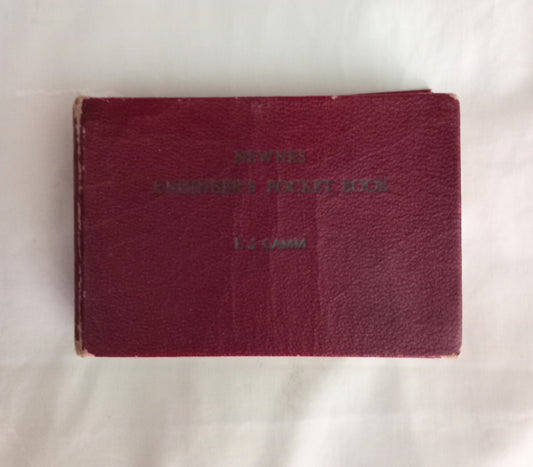 NEWNES
ENGINEER'S POCKET BOOK
F. J. CAMM